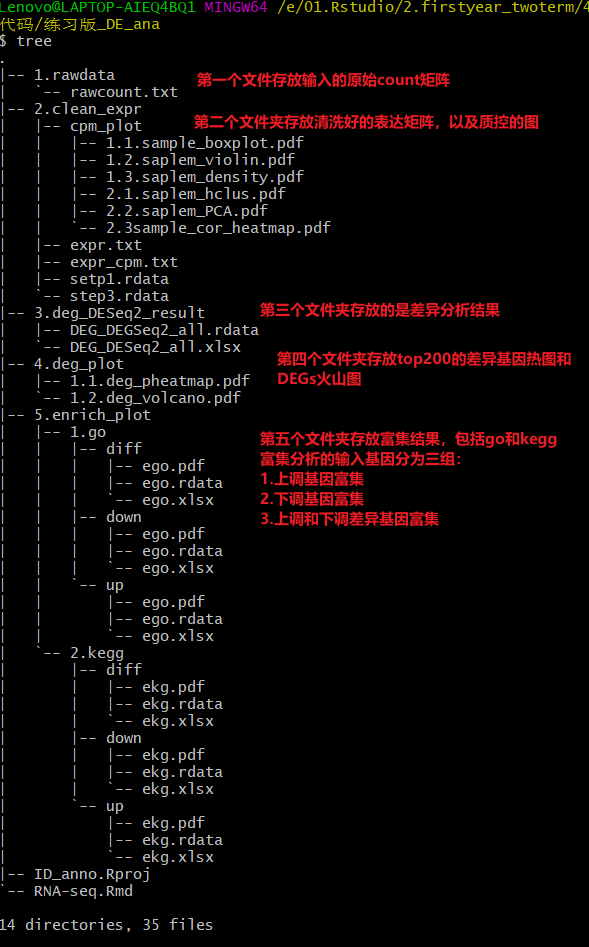 Lenovo@LAPTOP-AIEQ4BQ1 MINGW64 /e/01.Rstudio/2.firstyear_twoterm/4
代码/练习版_DE_ana
$ tree
.
|-- 1.rawdata 第一个文件存放输入的原始count矩阵
|   `-- rawcount.txt
|-- 2.clean_expr
|   |-- cpm_plot 第二个文件夹存放清洗好的表达矩阵，以及质控的图
|   |   |-- 1.1.sample_boxplot.pdf
|   |   |-- 1.2.saplem_violin.pdf
|   |   |-- 1.3.saplem_density.pdf
|   |   |-- 2.1.saplem_hclus.pdf
|   |   |-- 2.2.saplem_PCA.pdf
|   |   `-- 2.3sample_cor_heatmap.pdf
|   |-- expr.txt
|   |-- expr_cpm.txt
|   |-- setp1.rdata
|   `-- step3.rdata
|-- 3.deg_DESeq2_result 第三个文件夹存放的是差异分析结果
|   |-- DEG_DEGSeq2_all.rdata
|   `-- DEG_DESeq2_all.xlsx
|-- 4.deg_plot 第四个文件夹存放top200的差异基因热图和
|   |-- 1.1.deg_pheatmap.pdf DEGs火山图
|   `-- 1.2.deg_volcano.pdf
|-- 5.enrich_plot
|   |-- 1.go 第五个文件夹存放富集结果，包括go和kegg
|   |   |-- diff 富集分析的输入基因分为三组：
|   |   |   |-- ego.pdf 1.上调基因富集
|   |   |   |-- ego.rdata
|   |   |   `-- ego.xlsx 2.下调基因富集
|   |   |-- down 3.上调和下调差异基因富集
|   |   |   |-- ego.pdf
|   |   |   |-- ego.rdata
|   |   |   `-- ego.xlsx
|   |   `-- up
|   |       |-- ego.pdf
|   |       |-- ego.rdata
|   |       `-- ego.xlsx
|   `-- 2.kegg
|       |-- diff
|       |   |-- ekg.pdf
|       |   |-- ekg.rdata
|       |   `-- ekg.xlsx
|       |-- down
|       |   |-- ekg.pdf
|       |   |-- ekg.rdata
|       |   `-- ekg.xlsx
|       `-- up
|           |-- ekg.pdf
|           |-- ekg.rdata
|           `-- ekg.xlsx
|-- ID_anno.Rproj
`-- RNA-seq.Rmd
14 directories, 35 files